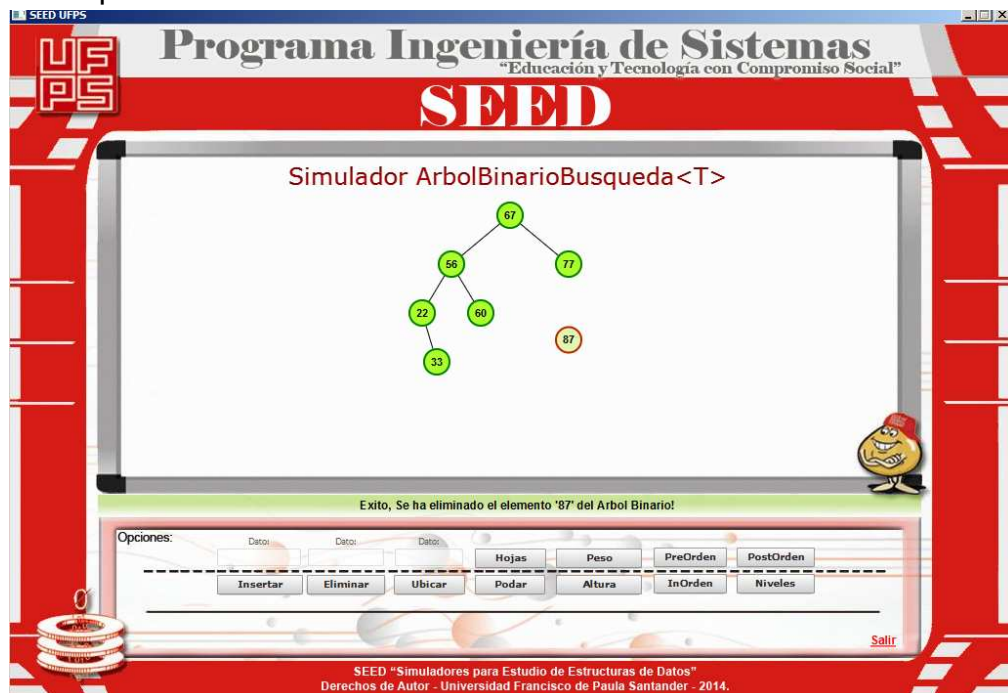 SEED UFPS
UFPS
Programa Ingeniería de Sistemas
“Educación y Tecnología con Compromiso Social”
SEED
Simulador ArbolBinarioBusqueda<T>
67
56 77
22 60
87
33
Exito, Se ha eliminado el elemento '87' del Arbol Binario!
Opciones:
Dato: Dato: Dato:
Hojas Peso PreOrden PostOrden
Insertar Eliminar Ubicar Podar Altura InOrden Niveles
Salir
SEED “Simuladores para Estudio de Estructuras de Datos”
Derechos de Autor - Universidad Francisco de Paula Santander - 2014.